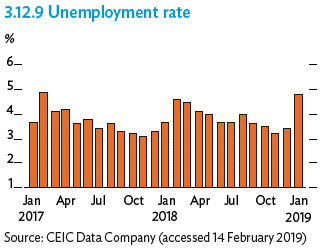 3.12.9 Unemployment rate
%
6
5
4
3
2
1
Jan Apr Jul Oct Jan Apr Jul Oct Jan
2017 2018 2019
Source: CEIC Data Company (accessed 14 February 2019)